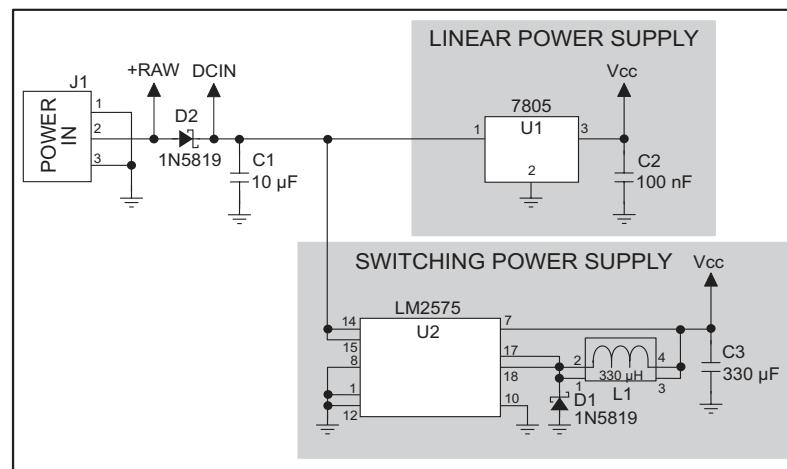 LINEAR POWER SUPPLY
+RAW
DCIN
Vcc
J1
1
2
3
POWER IN
D2
1N5819
C1
10 µF
7805
1
U1
3
2
C2
100 nF
SWITCHING POWER SUPPLY
Vcc
LM2575
14
U2
7
15
17
8
18
1
10
12
2
4
330 µH
1
3
L1
D1
1N5819
C3
330 µF